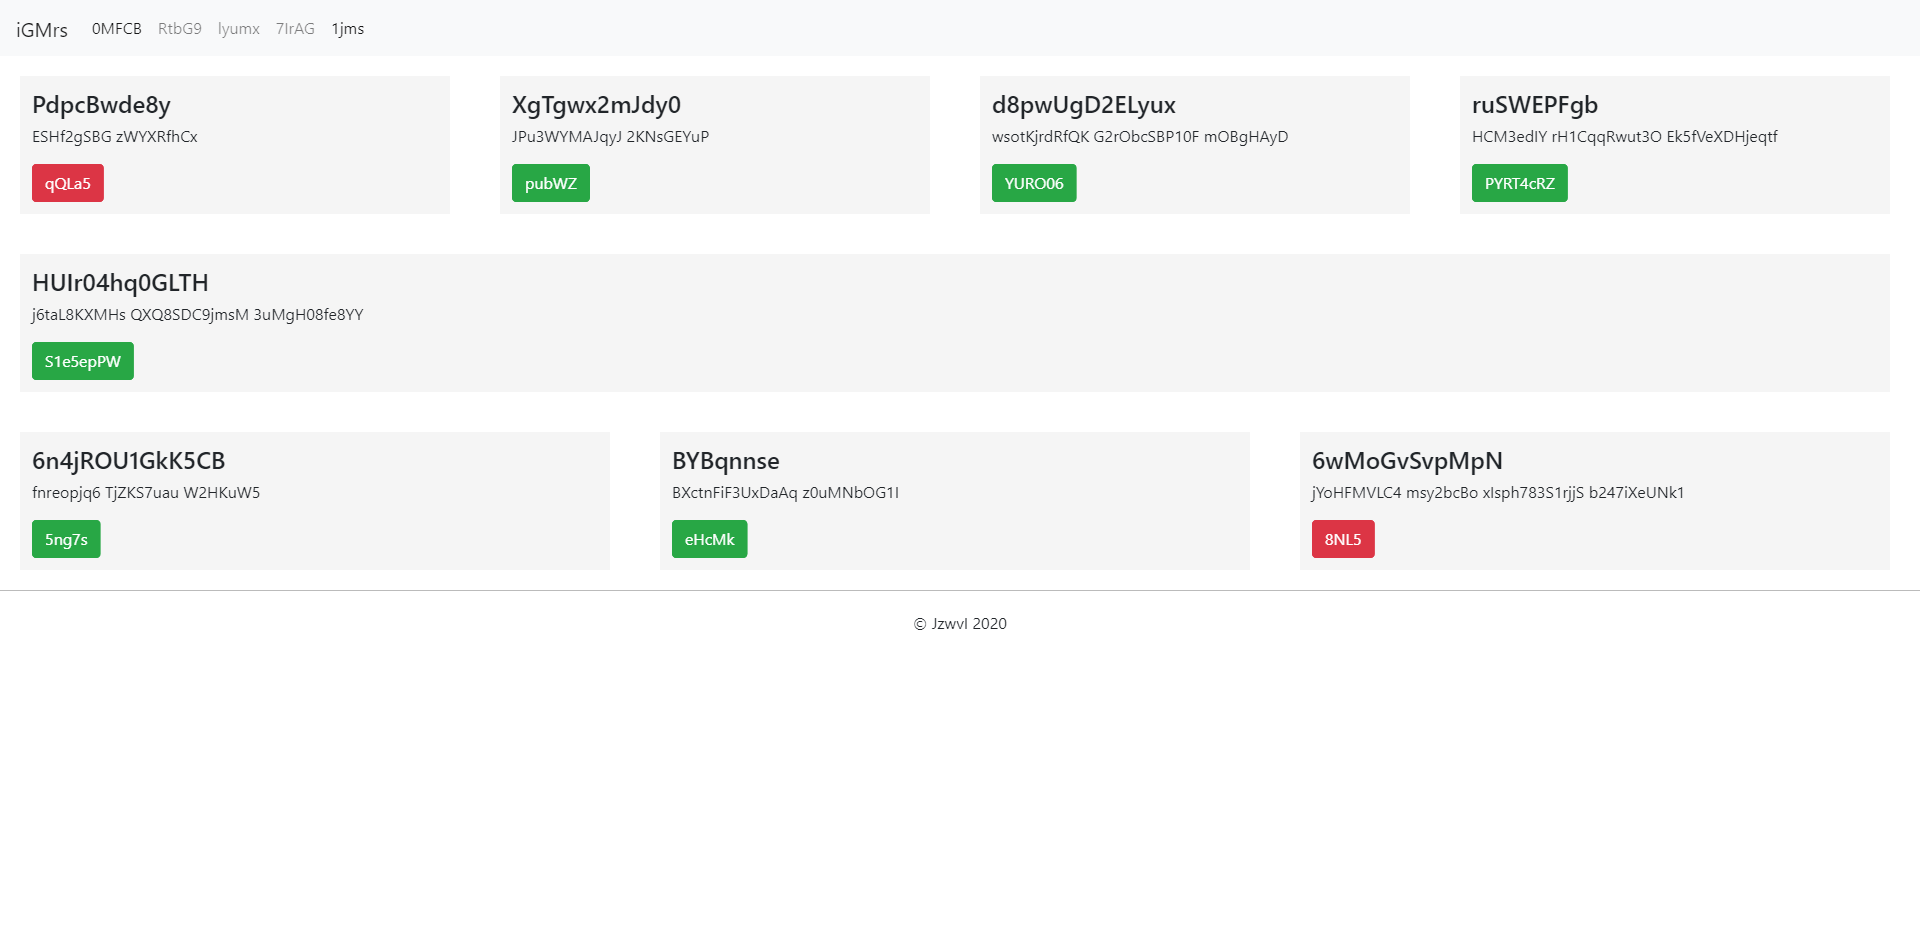 iGMrs 0MFCB RtbG9 lyumx 7IrAG 1jms
PdpcBwde8y
ESHf2gSBG zWYXRfhCx
qQLa5
XgTgwx2mJdy0
JPu3WYMAJqyJ 2KNsGEYuP
pubWZ
d8pwUgD2ELyux
wsotKjrdRfQK G2rObcSBP10F mOBgHAyD
YURO06
ruSWEPFgb
HCM3edIY rH1CqqRwut3O Ek5fVeXDHjeqtf
PYRT4cRZ
HUIr04hq0GLTH
j6taL8KXMHs QXQ8SDC9jmsM 3uMgH08fe8YY
S1e5epPW
6n4jROU1GkK5CB
fnreopjq6 TjZKS7uau W2HKuW5
5ng7s
BYBqnnse
BXctnFiF3UxDaAq z0uMNbOG1I
eHcMk
6wMoGvSvpMpN
jYoHFMVLC4 msy2bcBo xIsph783S1rjjS b247iXeUNk1
8NL5
© Jzwvl 2020